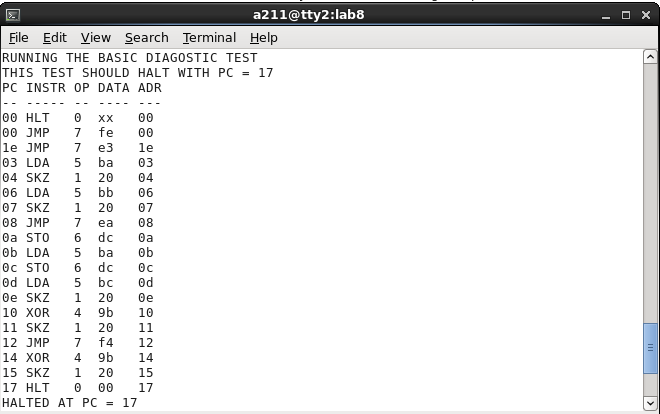 a211@tty2:lab8
File Edit View Search Terminal Help
RUNNING THE BASIC DIAGOSTIC TEST
THIS TEST SHOULD HALT WITH PC = 17
PC INSTR OP DATA ADR
-- ----- -- ---- ---
00 HLT   0  xx   00
00 JMP   7  fe   00
1e JMP   7  e3   1e
03 LDA   5  ba   03
04 SKZ   1  20   04
06 LDA   5  bb   06
07 SKZ   1  20   07
08 JMP   7  ea   08
0a STO   6  dc   0a
0b LDA   5  ba   0b
0c STO   6  dc   0c
0d LDA   5  bc   0d
0e SKZ   1  20   0e
10 XOR   4  9b   10
11 SKZ   1  20   11
12 JMP   7  f4   12
14 XOR   4  9b   14
15 SKZ   1  20   15
17 HLT   0  00   17
HALTED AT PC = 17